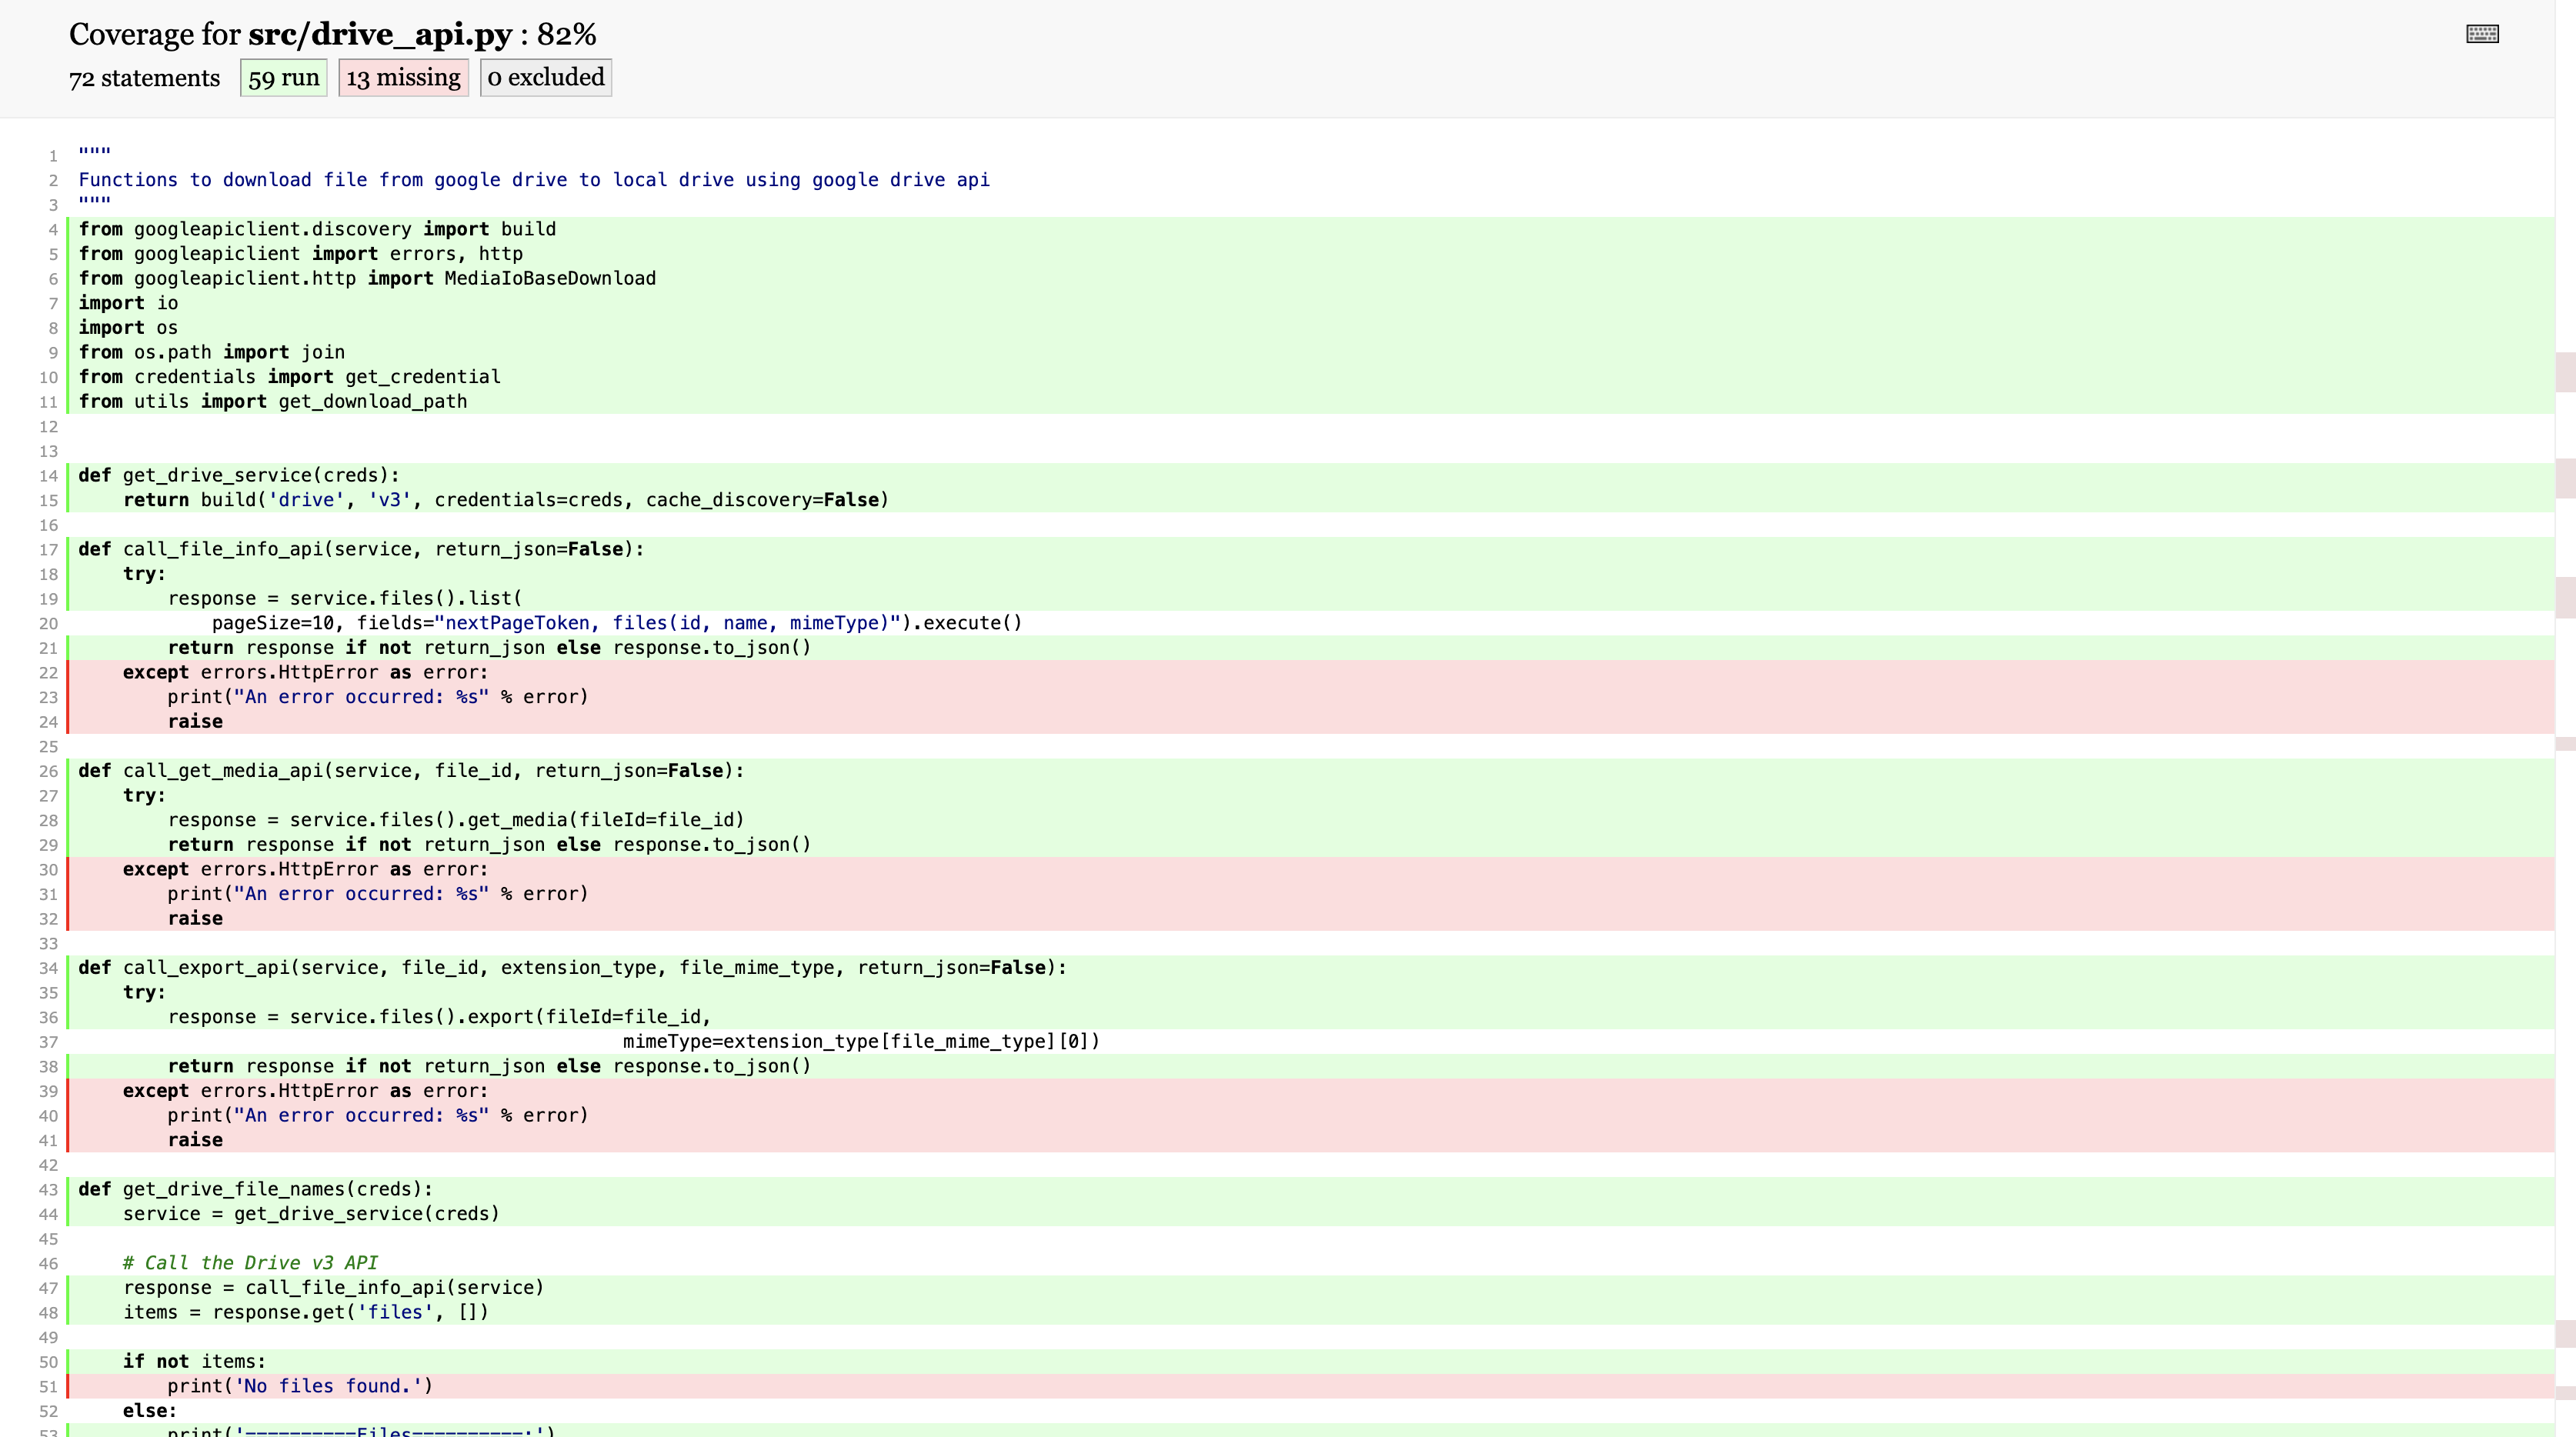 Coverage for src/drive_api.py : 82%
72 statements 59 run 13 missing 0 excluded
1 """
2 Functions to download file from google drive to local drive using google drive api
3 """
4 from googleapiclient.discovery import build
5 from googleapiclient import errors, http
6 from googleapiclient.http import MediaIoBaseDownload
7 import io
8 import os
9 from os.path import join
10 from credentials import get_credential
11 from utils import get_download_path
12
13
14 def get_drive_service(creds):
15     return build('drive', 'v3', credentials=creds, cache_discovery=False)
16
17 def call_file_info_api(service, return_json=False):
18     try:
19         response = service.files().list(
20             pageSize=10, fields="nextPageToken, files(id, name, mimeType)").execute()
21         return response if not return_json else response.to_json()
22     except errors.HttpError as error:
23         print("An error occurred: %s" % error)
24         raise
25
26 def call_get_media_api(service, file_id, return_json=False):
27     try:
28         response = service.files().get_media(fileId=file_id)
29         return response if not return_json else response.to_json()
30     except errors.HttpError as error:
31         print("An error occurred: %s" % error)
32         raise
33
34 def call_export_api(service, file_id, extension_type, file_mime_type, return_json=False):
35     try:
36         response = service.files().export(fileId=file_id,
37                                                  mimeType=extension_type[file_mime_type][0])
38         return response if not return_json else response.to_json()
39     except errors.HttpError as error:
40         print("An error occurred: %s" % error)
41         raise
42
43 def get_drive_file_names(creds):
44     service = get_drive_service(creds)
45
46     # Call the Drive v3 API
47     response = call_file_info_api(service)
48     items = response.get('files', [])
49
50     if not items:
51         print('No files found.')
52     else:
53         print('==========Files==========:')